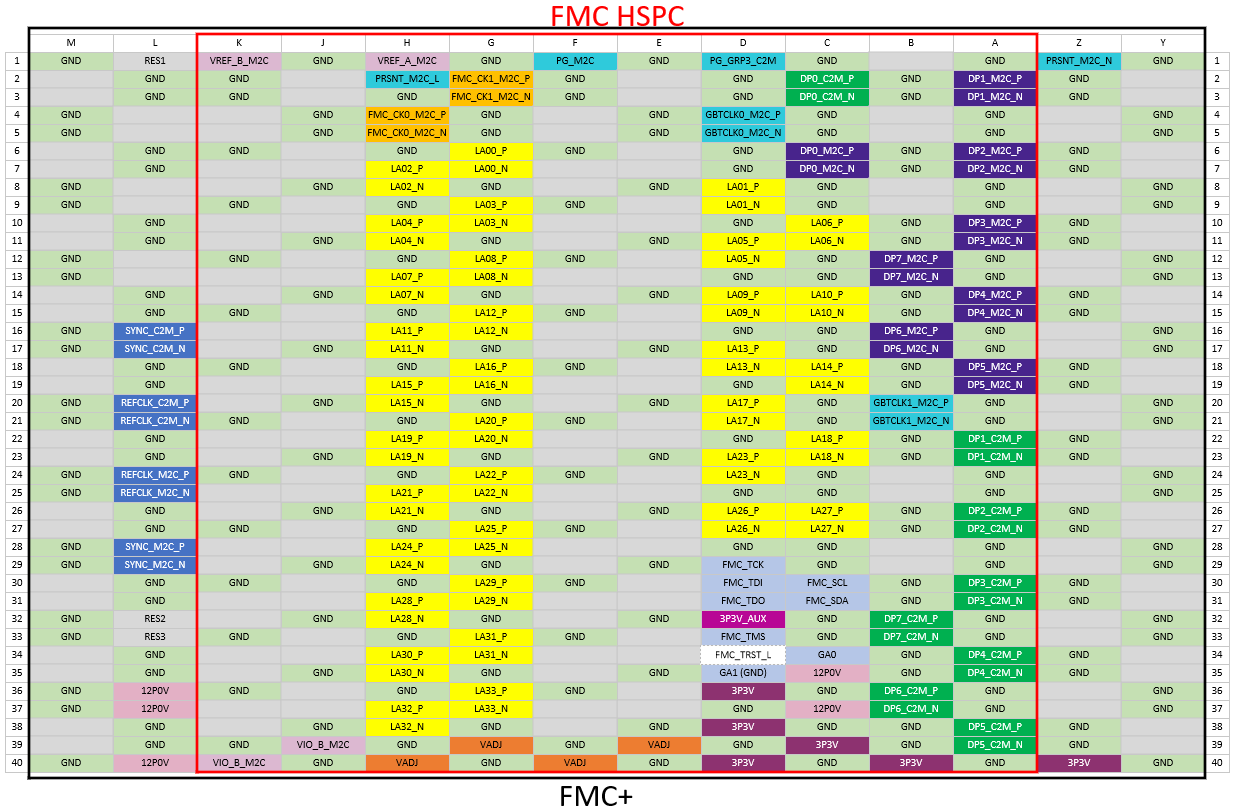 FMC HSPC
M L K J H G F E D C B A Z Y
1 GND RES1 VREF_B_M2C GND VREF_A_M2C GND PG_M2C GND PG_GRP3_C2M GND GND PRSNT_M2C_N GND 1
2 GND GND PRSNT_M2C_L FMC_CK1_M2C_P GND GND DP0_C2M_P DP1_M2C_P GND 2
3 GND GND GND FMC_CK1_M2C_N GND GND DP0_C2M_N DP1_M2C_N GND 3
4 GND GND FMC_CK0_M2C_P GND GND GBTCLK0_M2C_P GND GND GND 4
5 GND GND FMC_CK0_M2C_N GND GND GBTCLK0_M2C_N GND GND GND 5
6 GND GND GND LA00_P GND GND DP0_M2C_P DP2_M2C_P GND 6
7 GND LA02_P LA00_N GND DP0_M2C_N DP2_M2C_N GND 7
8 GND GND LA02_N GND GND LA01_P GND GND GND 8
9 GND GND GND LA03_P GND LA01_N GND GND GND 9
10 GND LA04_P LA03_N GND LA06_P GND DP3_M2C_P GND 10
11 GND GND LA04_N GND GND LA05_P LA06_N GND DP3_M2C_N GND 11
12 GND GND GND LA08_P GND LA05_N GND DP7_M2C_P GND GND 12
13 GND LA07_P LA08_N GND GND DP7_M2C_N GND GND 13
14 GND GND LA07_N GND GND LA09_P LA10_P GND DP4_M2C_P GND 14
15 GND GND GND LA12_P GND LA09_N LA10_N GND DP4_M2C_N GND 15
16 GND SYNC_C2M_P LA11_P LA12_N GND GND DP6_M2C_P GND GND 16
17 GND SYNC_C2M_N GND LA11_N GND GND LA13_P GND DP6_M2C_N GND GND 17
18 GND GND GND LA16_P GND LA13_N LA14_P GND DP5_M2C_P GND 18
19 GND LA15_P LA16_N GND LA14_N GND DP5_M2C_N GND 19
20 GND REFCLK_C2M_P GND LA15_N GND GND LA17_P GND GBTCLK1_M2C_P GND GND 20
21 GND REFCLK_C2M_N GND GND LA20_P GND LA17_N GND GBTCLK1_M2C_N GND GND 21
22 GND LA19_P LA20_N GND LA18_P GND DP1_C2M_P GND 22
23 GND GND LA19_N GND GND LA23_P LA18_N GND DP1_C2M_N GND 23
24 GND REFCLK_M2C_P GND GND LA22_P GND LA23_N GND GND GND 24
25 GND REFCLK_M2C_N LA21_P LA22_N GND GND GND GND 25
26 GND GND LA21_N GND GND LA26_P LA27_P GND DP2_C2M_P GND 26
27 GND GND GND LA25_P GND LA26_N LA27_N GND DP2_C2M_N GND 27
28 GND SYNC_M2C_P LA24_P LA25_N GND GND GND GND 28
29 GND SYNC_M2C_N GND LA24_N GND GND FMC_TCK GND GND GND 29
30 GND GND GND LA29_P GND FMC_TDI FMC_SCL GND DP3_C2M_P GND 30
31 GND LA28_P LA29_N FMC_TDO FMC_SDA GND DP3_C2M_N GND 31
32 GND RES2 GND LA28_N GND GND 3P3V_AUX GND DP7_C2M_P GND GND 32
33 GND RES3 GND GND LA31_P GND FMC_TMS GND DP7_C2M_N GND GND 33
34 GND LA30_P LA31_N FMC_TRST_L GA0 GND DP4_C2M_P GND 34
35 GND GND LA30_N GND GND GA1 (GND) 12P0V GND DP4_C2M_N GND 35
36 GND 12P0V GND GND LA33_P GND 3P3V GND DP6_C2M_P GND GND 36
37 GND 12P0V LA32_P LA33_N GND 12P0V DP6_C2M_N GND GND 37
38 GND GND LA32_N GND GND 3P3V GND GND DP5_C2M_P GND 38
39 GND GND VIO_B_M2C GND VADJ GND VADJ GND 3P3V GND DP5_C2M_N GND 39
40 GND 12P0V VIO_B_M2C GND VADJ GND VADJ GND 3P3V GND 3P3V GND 3P3V GND 40
FMC+